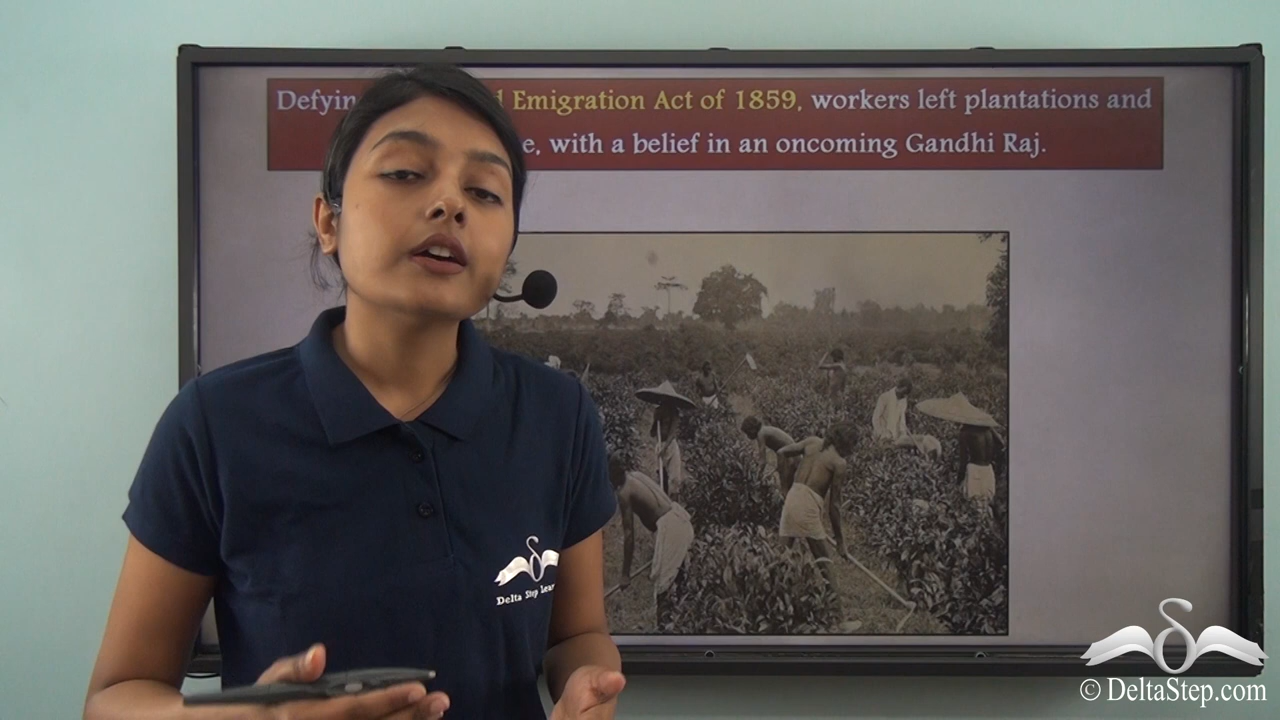 Defyin Emigration Act of 1859, workers left plantations and
e, with a belief in an oncoming Gandhi Raj.
Delta Step Lear
© DeltaStep.com